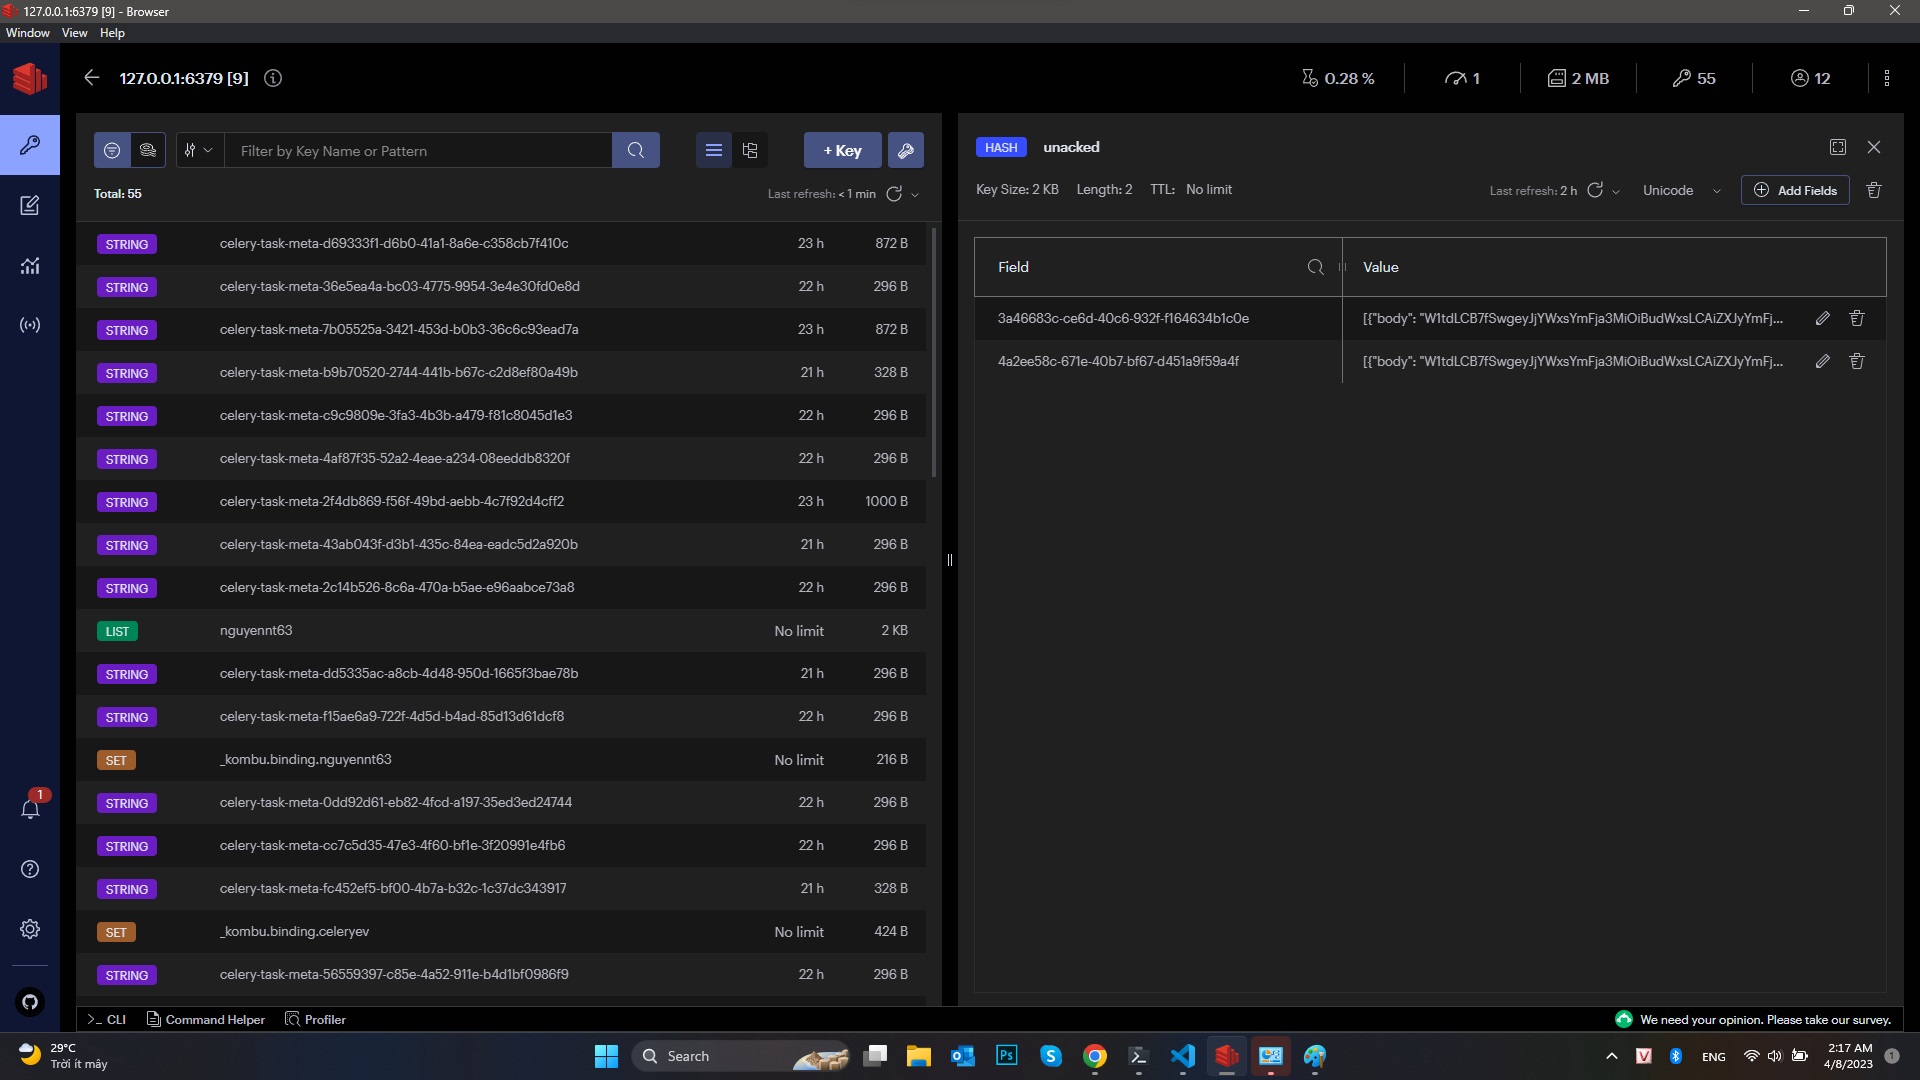 127.0.0.1:6379 [9] - Browser
Window View Help
127.0.0.1:6379 [9]
0.28 %
1
2 MB
55
12
Filter by Key Name or Pattern
+ Key
Total: 55
Last refresh: < 1 min
STRING celery-task-meta-d69333f1-d6b0-41a1-8a6e-c358cb7f410c 23 h 872 B
STRING celery-task-meta-36e5ea4a-bc03-4775-9954-3e4e30fd0e8d 22 h 296 B
STRING celery-task-meta-7b05525a-3421-453d-b0b3-36c6c93ead7a 23 h 872 B
STRING celery-task-meta-b9b70520-2744-441b-b67c-c2d8ef80a49b 21 h 328 B
STRING celery-task-meta-c9c9809e-3fa3-4b3b-a479-f81c8045d1e3 22 h 296 B
STRING celery-task-meta-4af87f35-52a2-4eae-a234-08eeddb8320f 22 h 296 B
STRING celery-task-meta-2f4db869-f56f-49bd-aebb-4c7f92d4cff2 23 h 1000 B
STRING celery-task-meta-43ab043f-d3b1-435c-84ea-eadc5d2a920b 21 h 296 B
STRING celery-task-meta-2c14b526-8c6a-470a-b5ae-e96aabce73a8 22 h 296 B
LIST nguyennt63 No limit 2 KB
STRING celery-task-meta-dd5335ac-a8cb-4d48-950d-1665f3bae78b 21 h 296 B
STRING celery-task-meta-f15ae6a9-722f-4d5d-b4ad-85d13d61dcf8 22 h 296 B
SET _kombu.binding.nguyennt63 No limit 216 B
STRING celery-task-meta-0dd92d61-eb82-4fcd-a197-35ed3ed24744 22 h 296 B
STRING celery-task-meta-cc7c5d35-47e3-4f60-bf1e-3f20991e4fb6 22 h 296 B
STRING celery-task-meta-fc452ef5-bf00-4b7a-b32c-1c37dc343917 21 h 328 B
SET _kombu.binding.celeryev No limit 424 B
STRING celery-task-meta-56559397-c85e-4a52-911e-b4d1bf0986f9 22 h 296 B
HASH unacked
Key Size: 2 KB Length: 2 TTL: No limit
Last refresh: 2 h
Unicode
Add Fields
Field Value
3a46683c-ce6d-40c6-932f-f164634b1c0e [{"body": "W1tdLCB7fSwgeyJjYWxsYmFja3MiOiBudWxsLCAiZXJyYmFj...
4a2ee58c-671e-40b7-bf67-d451a9f59a4f [{"body": "W1tdLCB7fSwgeyJjYWxsYmFja3MiOiBudWxsLCAiZXJyYmFj...
1
>_ CLI Command Helper Profiler
We need your opinion. Please take our survey.
29°C
Trời ít mây
Search
Ps
S
V
ENG
2:17 AM
4/8/2023
1